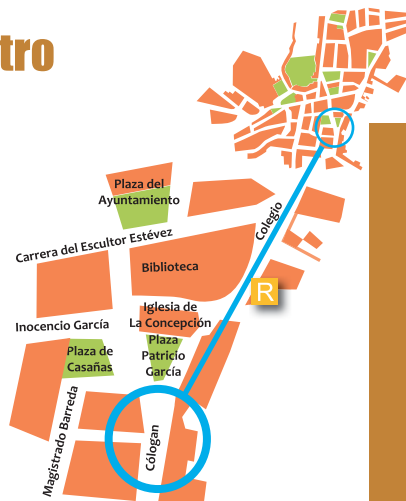 tro
Plaza del
Ayuntamiento
Colegio
Carrera del Escultor Estévez
Biblioteca
R
Iglesia de
La Concepción
Inocencio García
Plaza
Patricio
García
Plaza de
Casañas
Magistrado Barreda
Cólogan